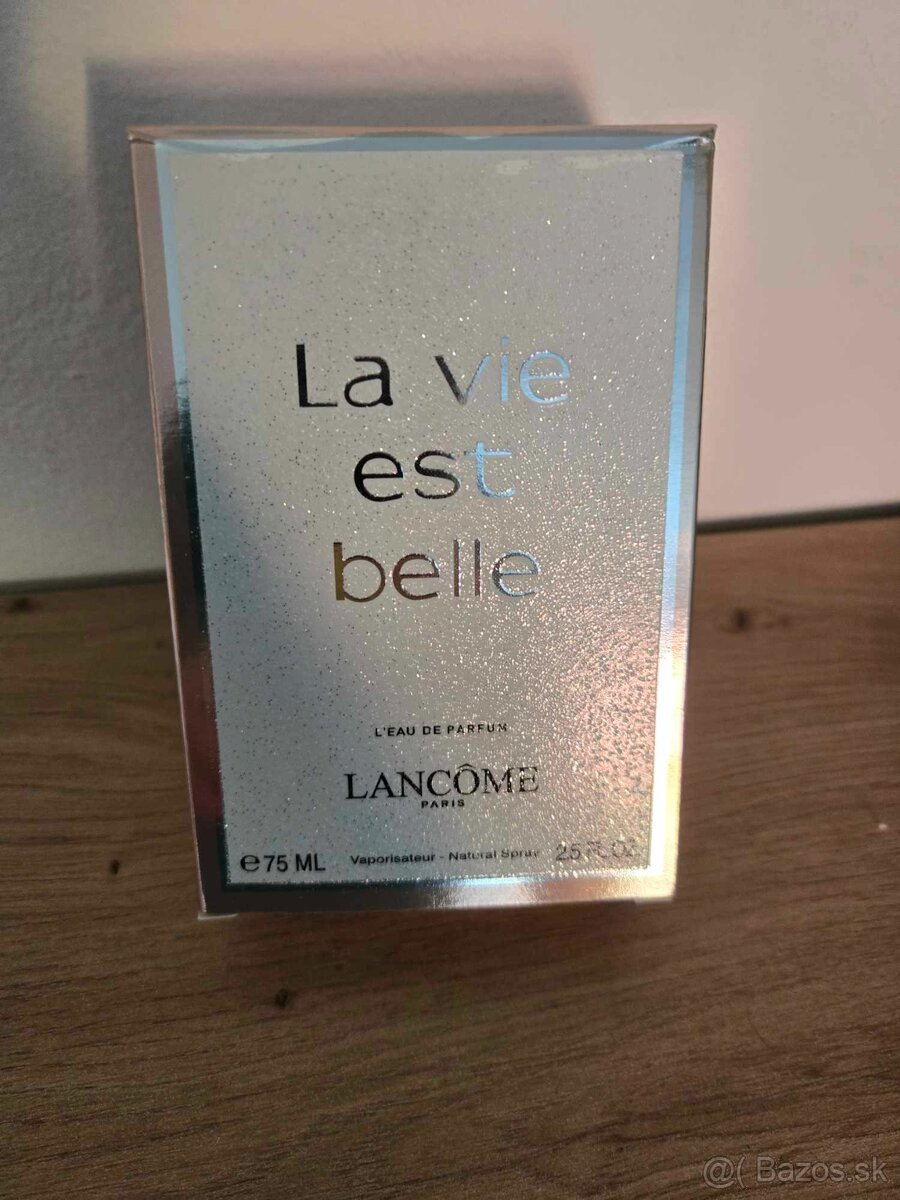 La vie
est
belle
L'EAU DE PARFUM
LANCÔME
PARIS
e 75 ML Vaporisateur - Natural Spray 2.5 FL.OZ.
@( Bazos.sk